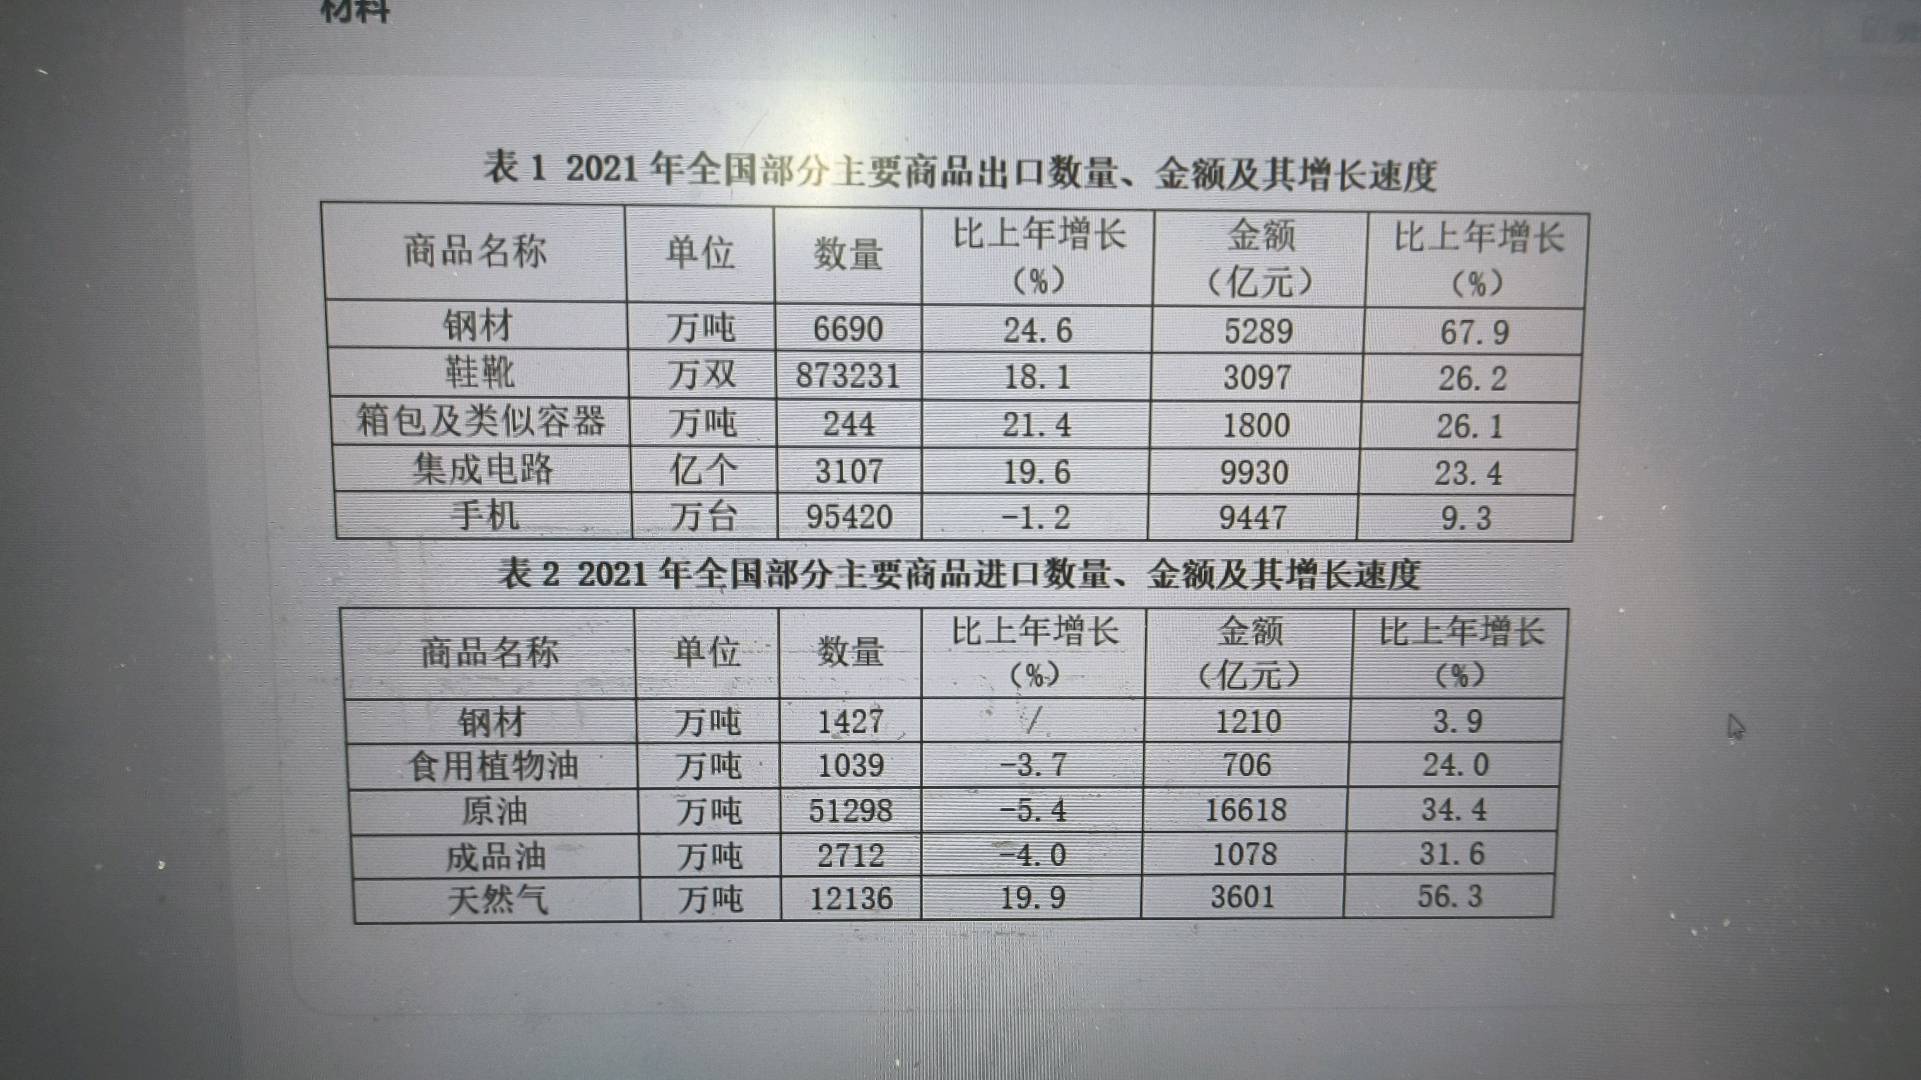 材料
表 1 2021 年全国部分主要商品出口数量、金额及其增长速度
商品名称 单位 数量 比上年增长（%） 金额（亿元） 比上年增长（%）
钢材 万吨 6690 24.6 5289 67.9
鞋靴 万双 873231 18.1 3097 26.2
箱包及类似容器 万吨 244 21.4 1800 26.1
集成电路 亿个 3107 19.6 9930 23.4
手机 万台 95420 -1.2 9447 9.3
表 2 2021 年全国部分主要商品进口数量、金额及其增长速度
商品名称 单位 数量 比上年增长（%） 金额（亿元） 比上年增长（%）
钢材 万吨 1427 / 1210 3.9
食用植物油 万吨 1039 -3.7 706 24.0
原油 万吨 51298 -5.4 16618 34.4
成品油 万吨 2712 -4.0 1078 31.6
天然气 万吨 12136 19.9 3601 56.3